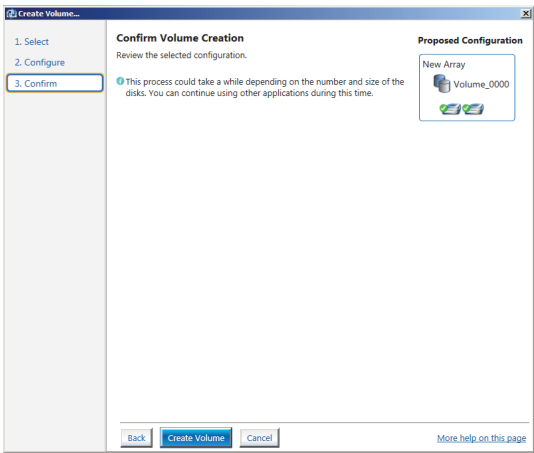 Create Volume...
1. Select
2. Configure
3. Confirm
Confirm Volume Creation
Review the selected configuration.
This process could take a while depending on the number and size of the
disks. You can continue using other applications during this time.
Proposed Configuration
New Array
Volume_0000
Back
Create Volume
Cancel
More help on this page